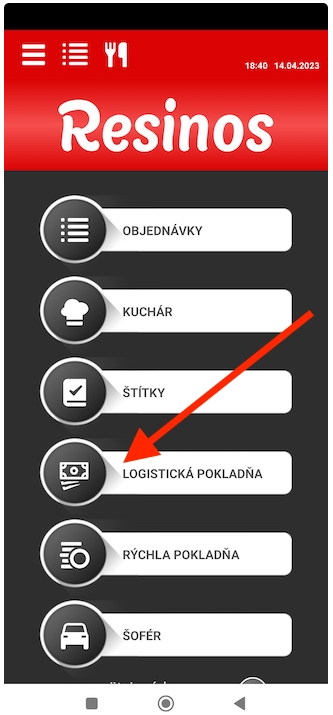 18:40 14.04.2023
Resinos
OBJEDNÁVKY
KUCHÁR
ŠTÍTKY
LOGISTICKÁ POKLADŇA
RÝCHLA POKLADŇA
ŠOFÉR